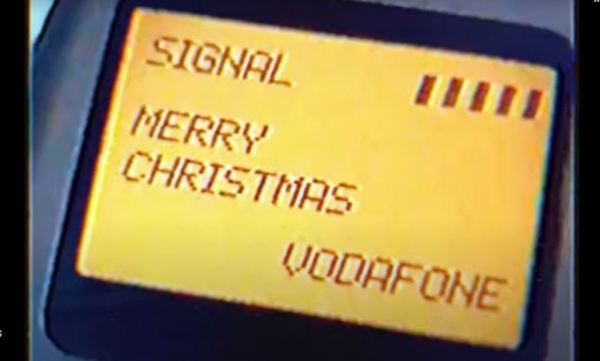 SIGNAL
MERRY
CHRISTMAS
VODAFONE